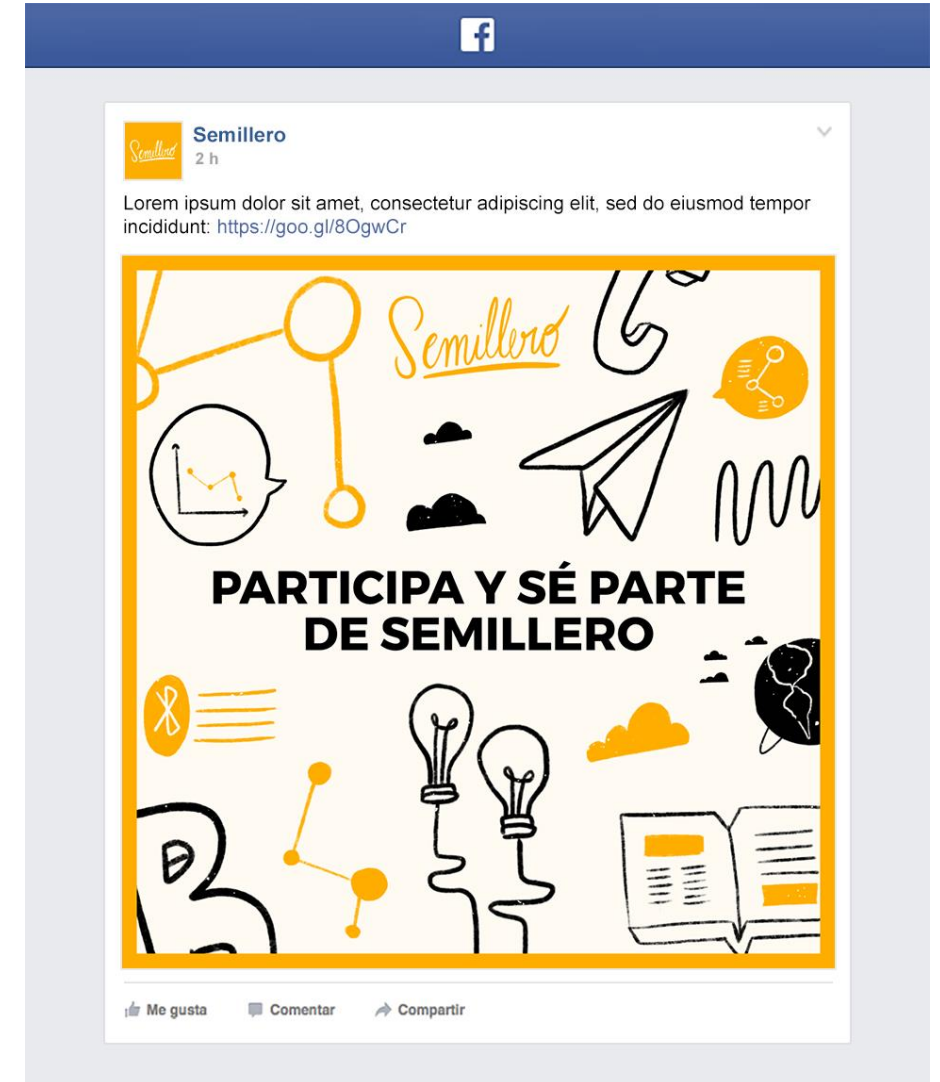 f
Semillero
Semillero
2 h
Lorem ipsum dolor sit amet, consectetur adipiscing elit, sed do eiusmod tempor
incididunt: https://goo.gl/8OgwCr
Semillero
PARTICIPA Y SÉ PARTE
DE SEMILLERO
Me gusta Comentar Compartir